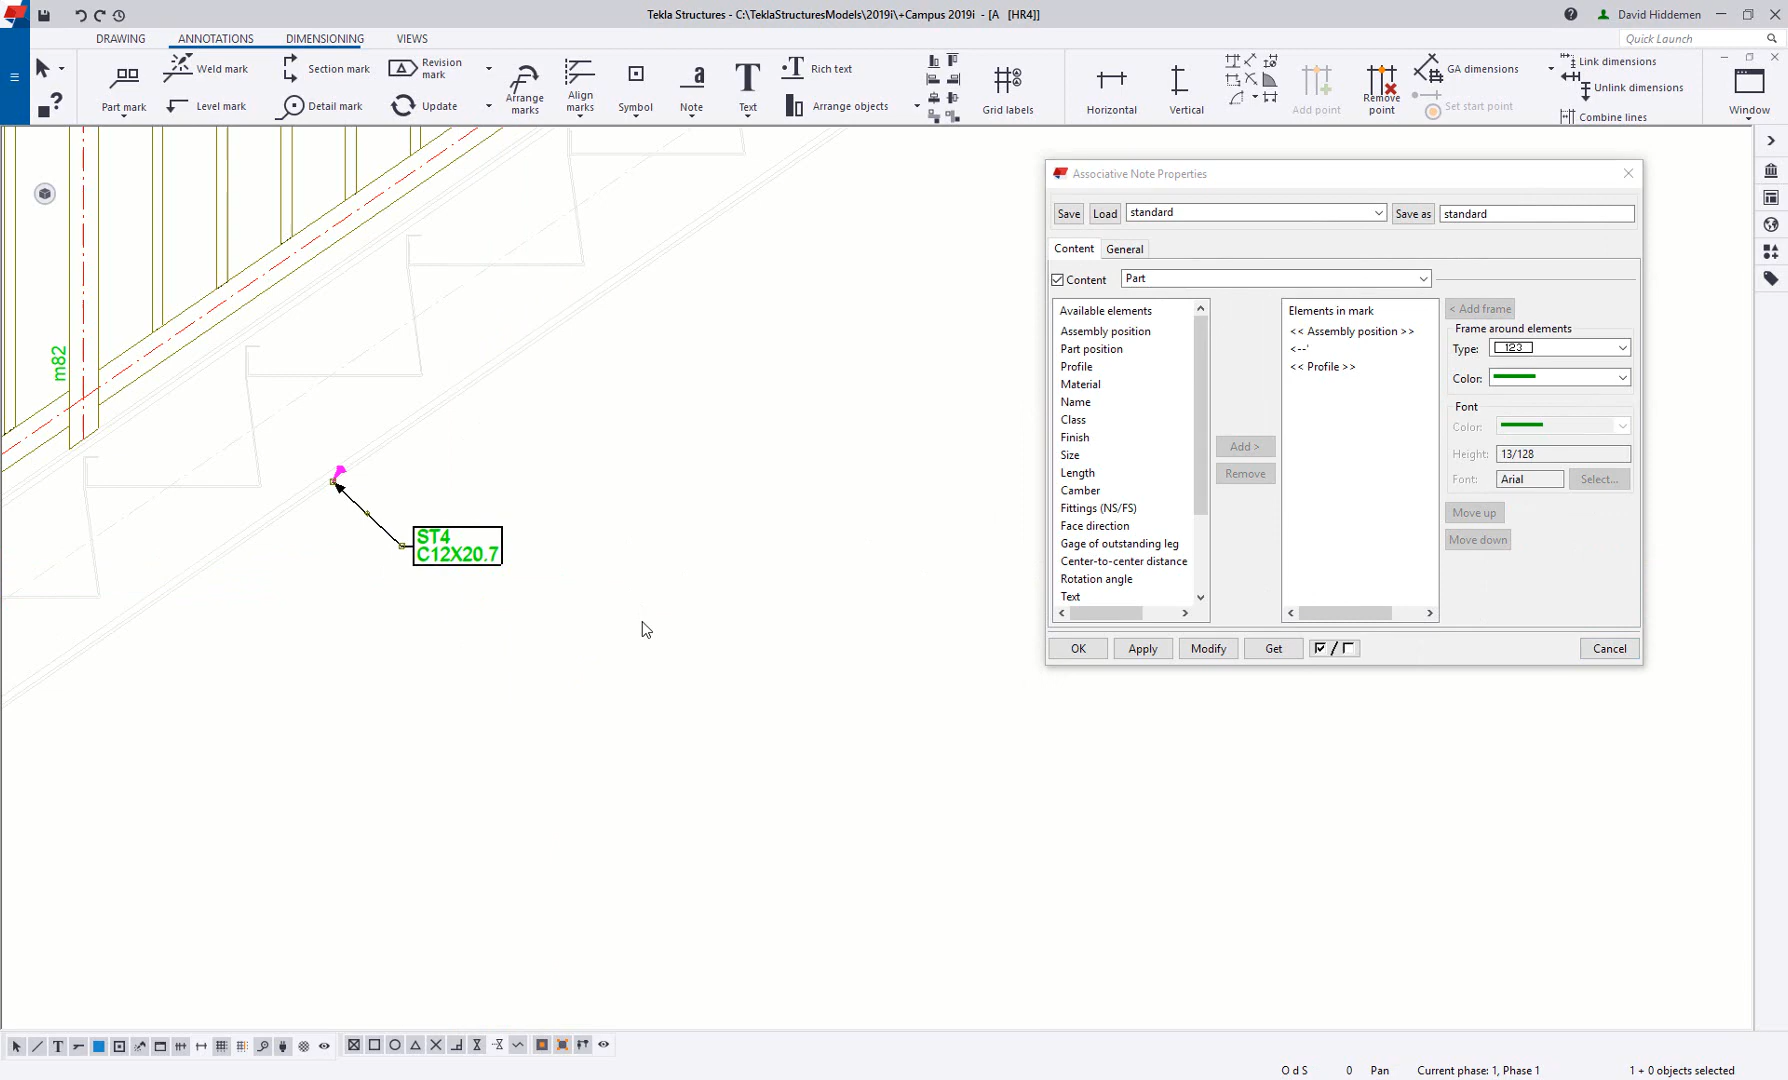 Tekla Structures - C:\TeklaStructuresModels\2019i\+Campus 2019i - [A [HR4]]
David Hiddemen
DRAWING
ANNOTATIONS
DIMENSIONING
VIEWS
Quick Launch
Part mark
Weld mark
Level mark
Section mark
Detail mark
Revision mark
Update
Arrange marks
Align marks
Symbol
a
Note
T
Text
Rich text
Arrange objects
Grid labels
Horizontal
Vertical
Add point
Remove point
GA dimensions
Set start point
Link dimensions
Unlink dimensions
Combine lines
Window
m82
ST4
C12X20.7
Associative Note Properties
Save
Load
standard
Save as
standard
Content
General
Content
Part
Available elements
Assembly position
Part position
Profile
Material
Name
Class
Finish
Size
Length
Camber
Fittings (NS/FS)
Face direction
Gage of outstanding leg
Center-to-center distance
Rotation angle
Text
Add >
Remove
Elements in mark
<< Assembly position >>
<--'
<< Profile >>
< Add frame
Frame around elements
Type:
123
Color:
Font
Color:
Height:
13/128
Font:
Arial
Select...
Move up
Move down
OK
Apply
Modify
Get
/
Cancel
O d S
0
Pan
Current phase: 1, Phase 1
1 + 0 objects selected